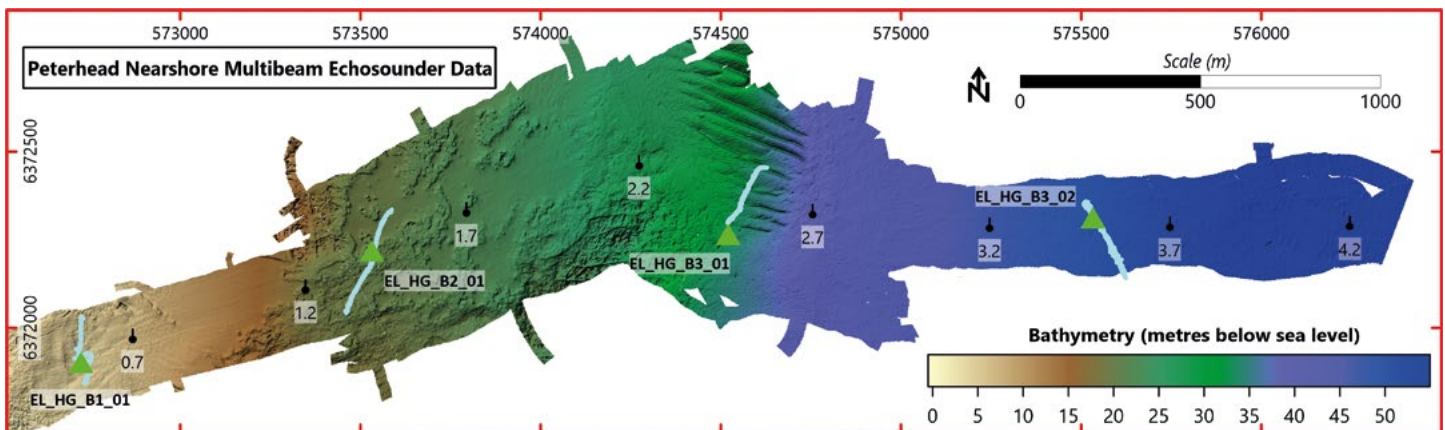 573000 573500 574000 574500 575000 575500 576000
Peterhead Nearshore Multibeam Echosounder Data
Scale (m)
N
0 500 1000
6372500
6372000
2.2
EL_HG_B3_02
1.7
2.7
3.2
3.7
4.2
EL_HG_B3_01
EL_HG_B2_01
1.2
0.7
EL_HG_B1_01
Bathymetry (metres below sea level)
0 5 10 15 20 25 30 35 40 45 50